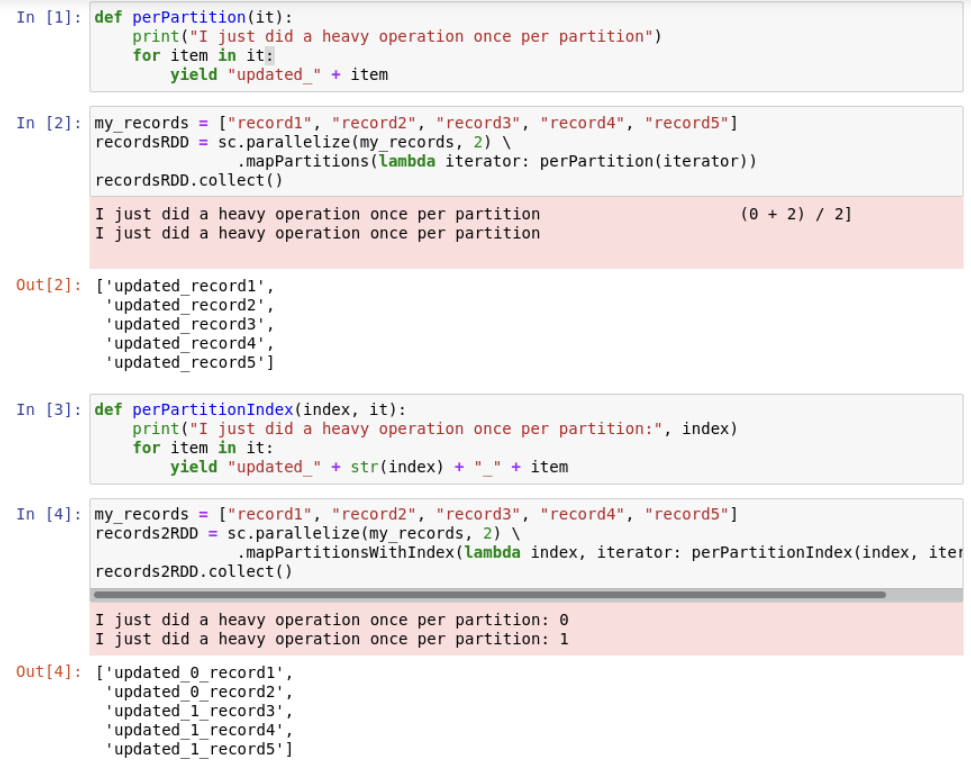 In [1]: def perPartition(it):
    print("I just did a heavy operation once per partition")
    for item in it:
        yield "updated_" + item
In [2]: my_records = ["record1", "record2", "record3", "record4", "record5"]
recordsRDD = sc.parallelize(my_records, 2) \
               .mapPartitions(lambda iterator: perPartition(iterator))
recordsRDD.collect()
I just did a heavy operation once per partition                     (0 + 2) / 2]
I just did a heavy operation once per partition
Out[2]: ['updated_record1',
 'updated_record2',
 'updated_record3',
 'updated_record4',
 'updated_record5']
In [3]: def perPartitionIndex(index, it):
    print("I just did a heavy operation once per partition:", index)
    for item in it:
        yield "updated_" + str(index) + "_" + item
In [4]: my_records = ["record1", "record2", "record3", "record4", "record5"]
records2RDD = sc.parallelize(my_records, 2) \
               .mapPartitionsWithIndex(lambda index, iterator: perPartitionIndex(index, iter
records2RDD.collect()
I just did a heavy operation once per partition: 0
I just did a heavy operation once per partition: 1
Out[4]: ['updated_0_record1',
 'updated_0_record2',
 'updated_1_record3',
 'updated_1_record4',
 'updated_1_record5']